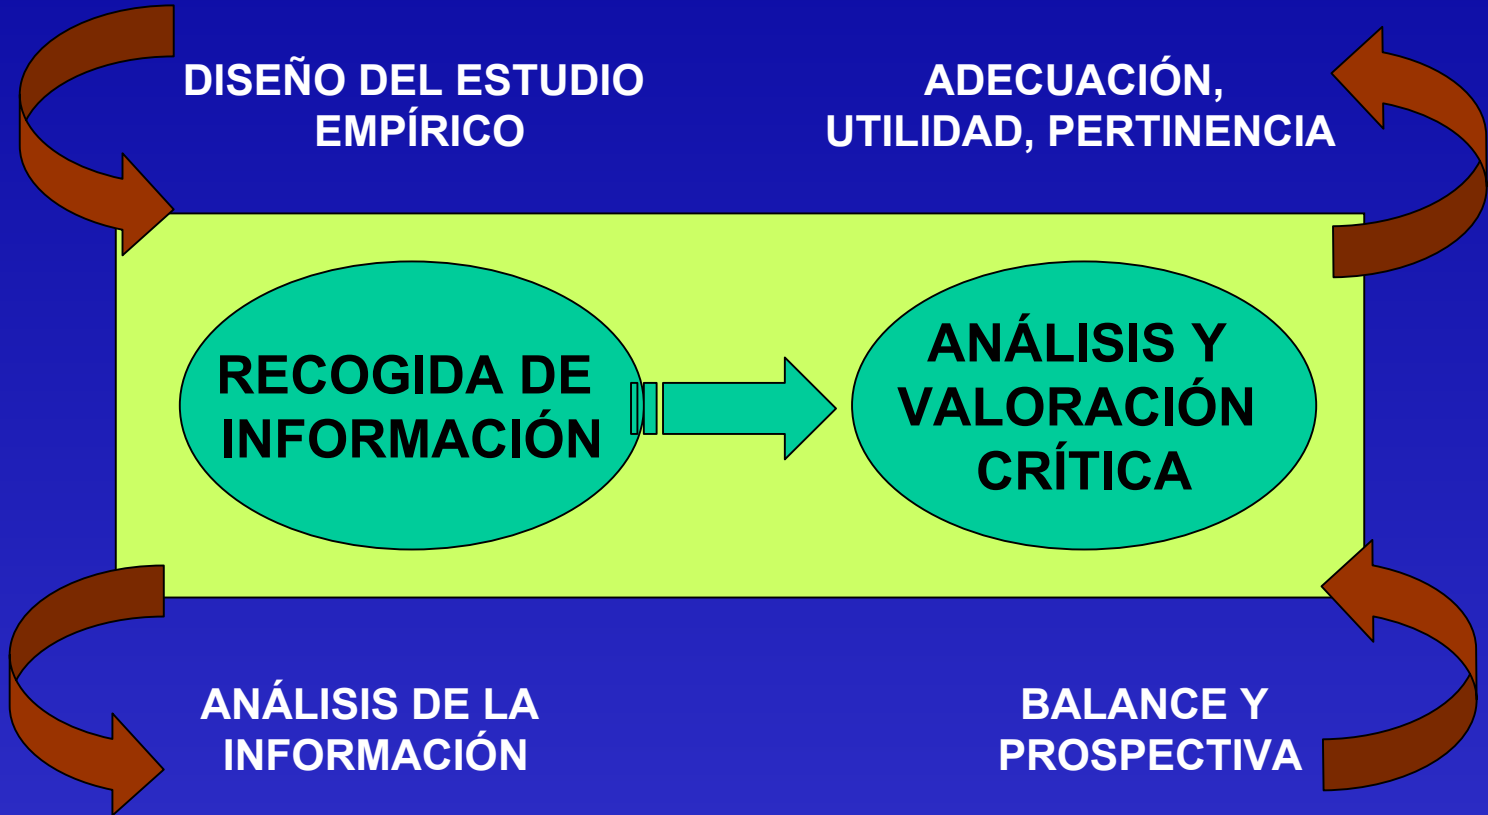 DISEÑO DEL ESTUDIO
EMPÍRICO
ADECUACIÓN,
UTILIDAD, PERTINENCIA
RECOGIDA DE
INFORMACIÓN
ANÁLISIS Y
VALORACIÓN
CRÍTICA
ANÁLISIS DE LA
INFORMACIÓN
BALANCE Y
PROSPECTIVA